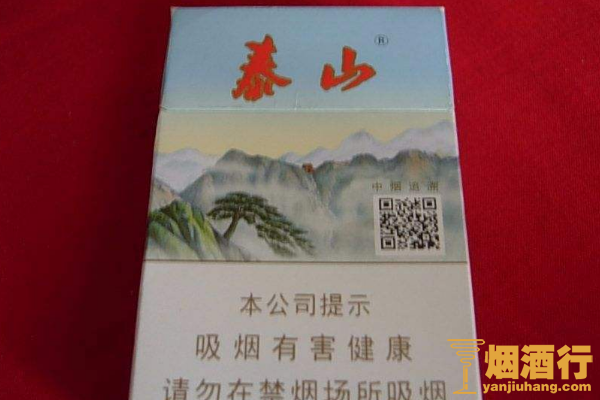 泰山®
中烟追溯
本公司提示
吸烟有害健康
请勿在禁烟场所吸烟
烟酒行
yanjiuhang.com